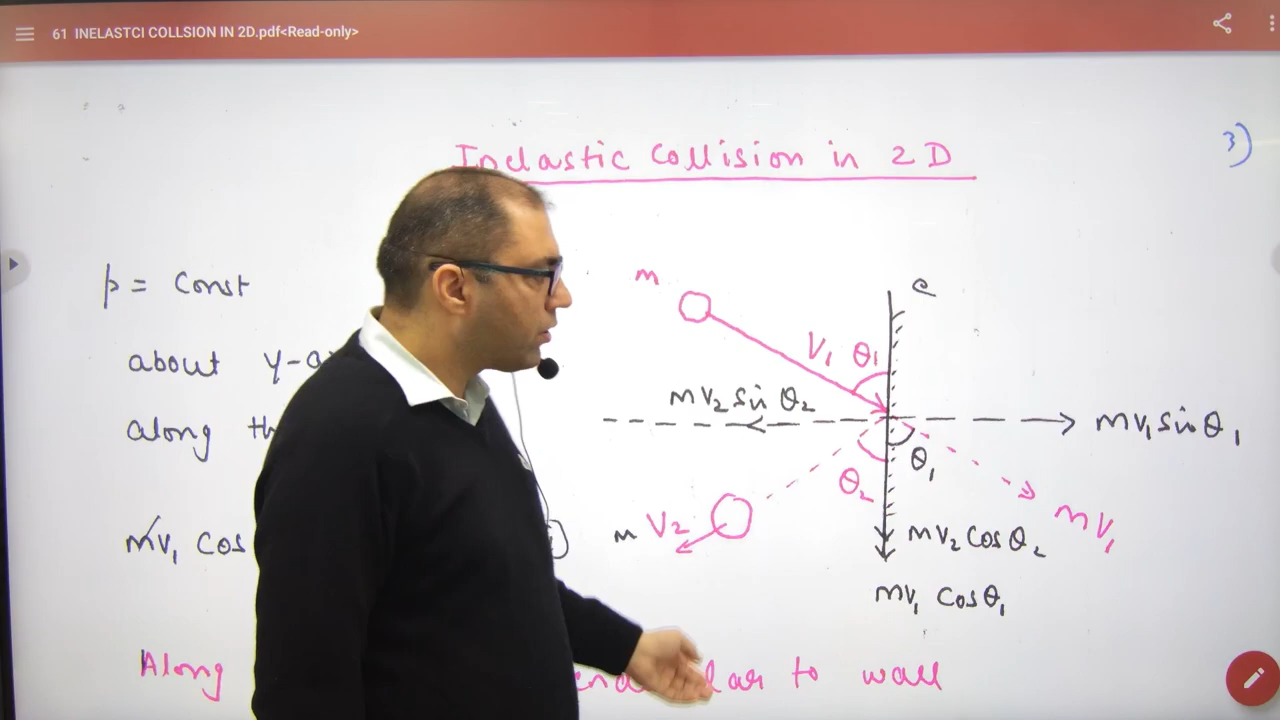 61 INELASTCI COLLSION IN 2D.pdf<Read-only>
Inelastic Collision in 2D
3)
p = Const
m
e
V₁ θ₁
about y-a
mv₂ sin θ₂
along th
mv₁ sin θ₁
θ₁
θ₂
mv₁ Cos
m V₂
mV₁
mv₂ Cos θ₂
mv₁ Cos θ₁
Along
to wall